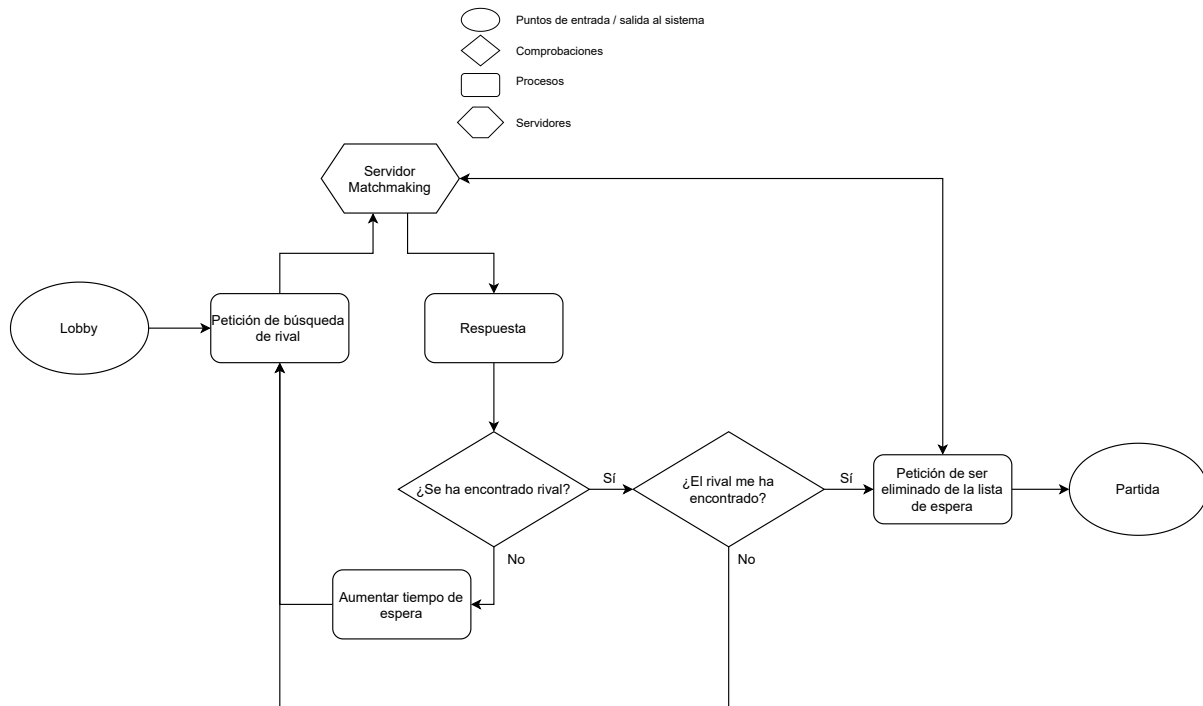 Puntos de entrada / salida al sistema
Comprobaciones
Procesos
Servidores
Servidor
Matchmaking
Lobby
Petición de búsqueda
de rival
Respuesta
¿Se ha encontrado rival?
Sí
¿El rival me ha
encontrado?
Sí
Petición de ser
eliminado de la lista
de espera
Partida
No
No
Aumentar tiempo de
espera